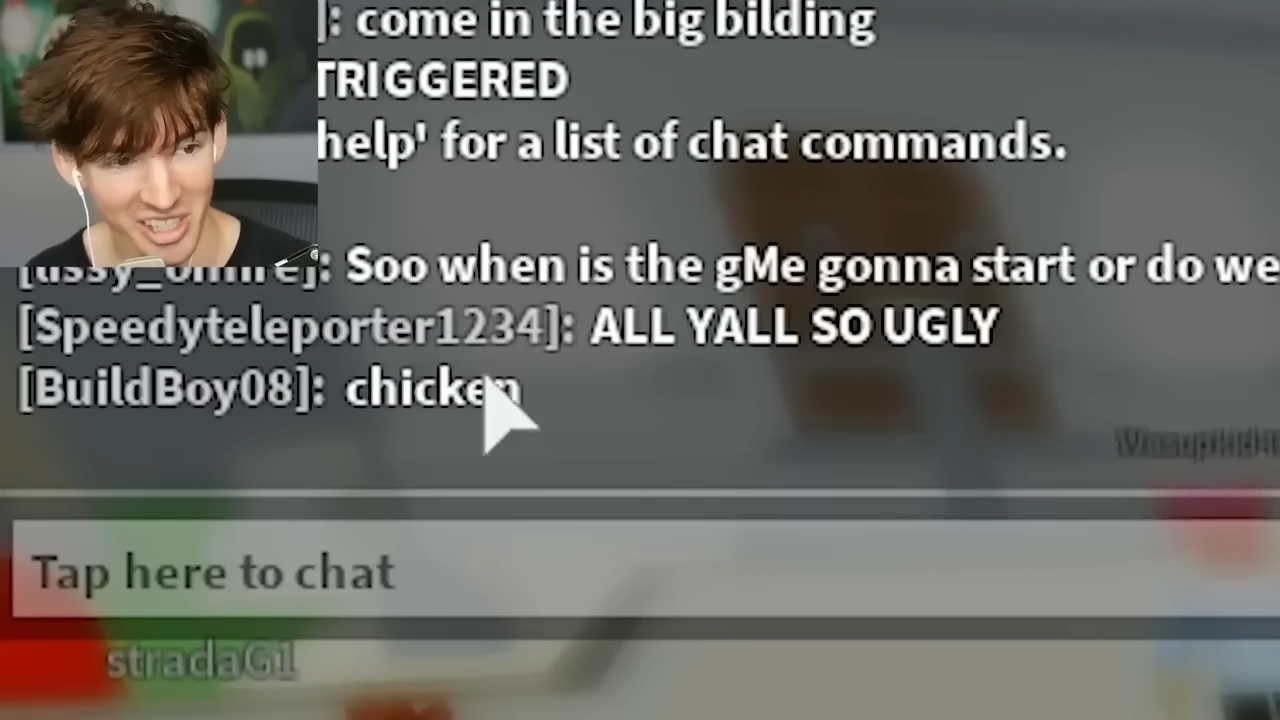 ]: come in the big bilding
TRIGGERED
help' for a list of chat commands.
: Soo when is the gMe gonna start or do we
[Speedyteleporter1234]: ALL YALL SO UGLY
[BuildBoy08]: chicken
Tap here to chat
stradaG1